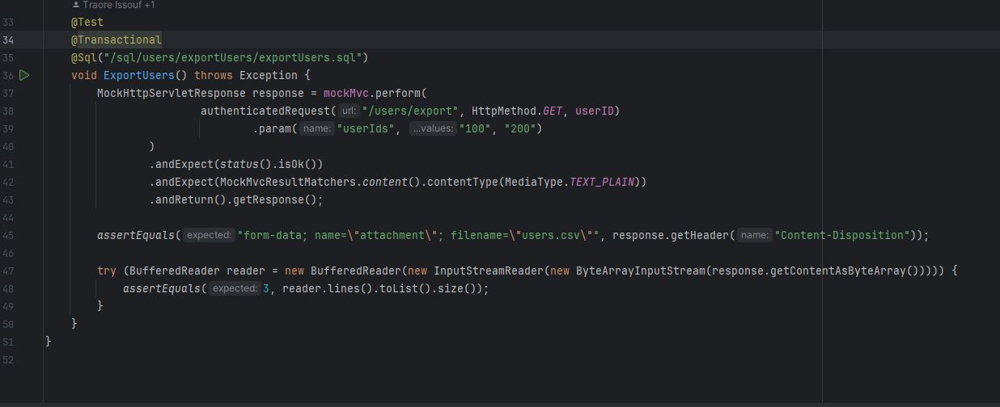 Traore Issouf +1
33 @Test
34 @Transactional
35 @Sql("/sql/users/exportUsers/exportUsers.sql")
36 void ExportUsers() throws Exception {
37 MockHttpServletResponse response = mockMvc.perform(
38 authenticatedRequest( url: "/users/export", HttpMethod.GET, userID)
39 .param( name: "userIds", ...values: "100", "200")
40 )
41 .andExpect(status().isOk())
42 .andExpect(MockMvcResultMatchers.content().contentType(MediaType.TEXT_PLAIN))
43 .andReturn().getResponse();
44
45 assertEquals( expected: "form-data; name=\"attachment\"; filename=\"users.csv\"", response.getHeader( name: "Content-Disposition"));
46
47 try (BufferedReader reader = new BufferedReader(new InputStreamReader(new ByteArrayInputStream(response.getContentAsByteArray())))) {
48 assertEquals( expected: 3, reader.lines().toList().size());
49 }
50 }
51 }
52